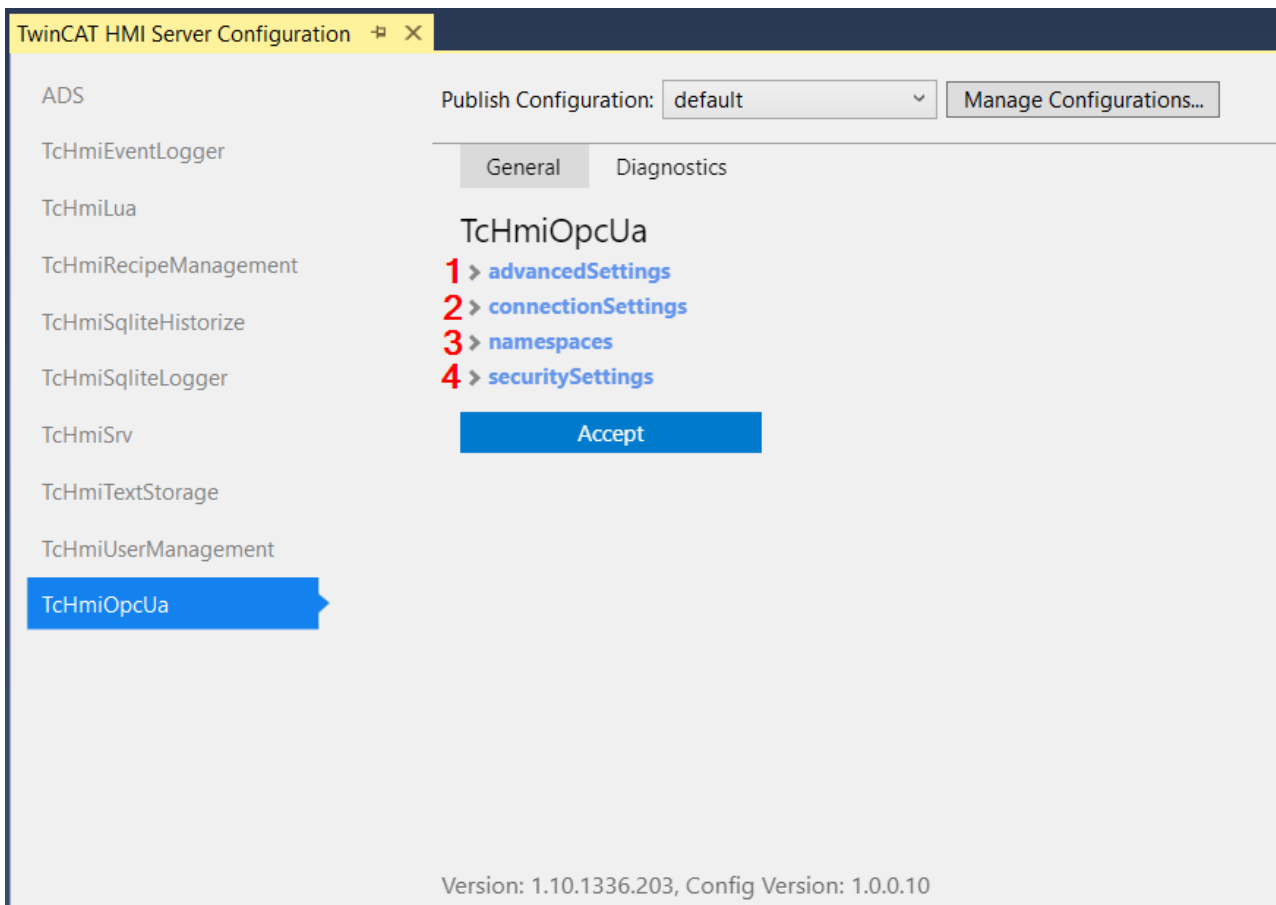 TwinCAT HMI Server Configuration
ADS
TcHmiEventLogger
TcHmiLua
TcHmiRecipeManagement
TcHmiSqliteHistorize
TcHmiSqliteLogger
TcHmiSrv
TcHmiTextStorage
TcHmiUserManagement
TcHmiOpcUa
Publish Configuration: default Manage Configurations...
General Diagnostics
TcHmiOpcUa
1 > advancedSettings
2 > connectionSettings
3 > namespaces
4 > securitySettings
Accept
Version: 1.10.1336.203, Config Version: 1.0.0.10